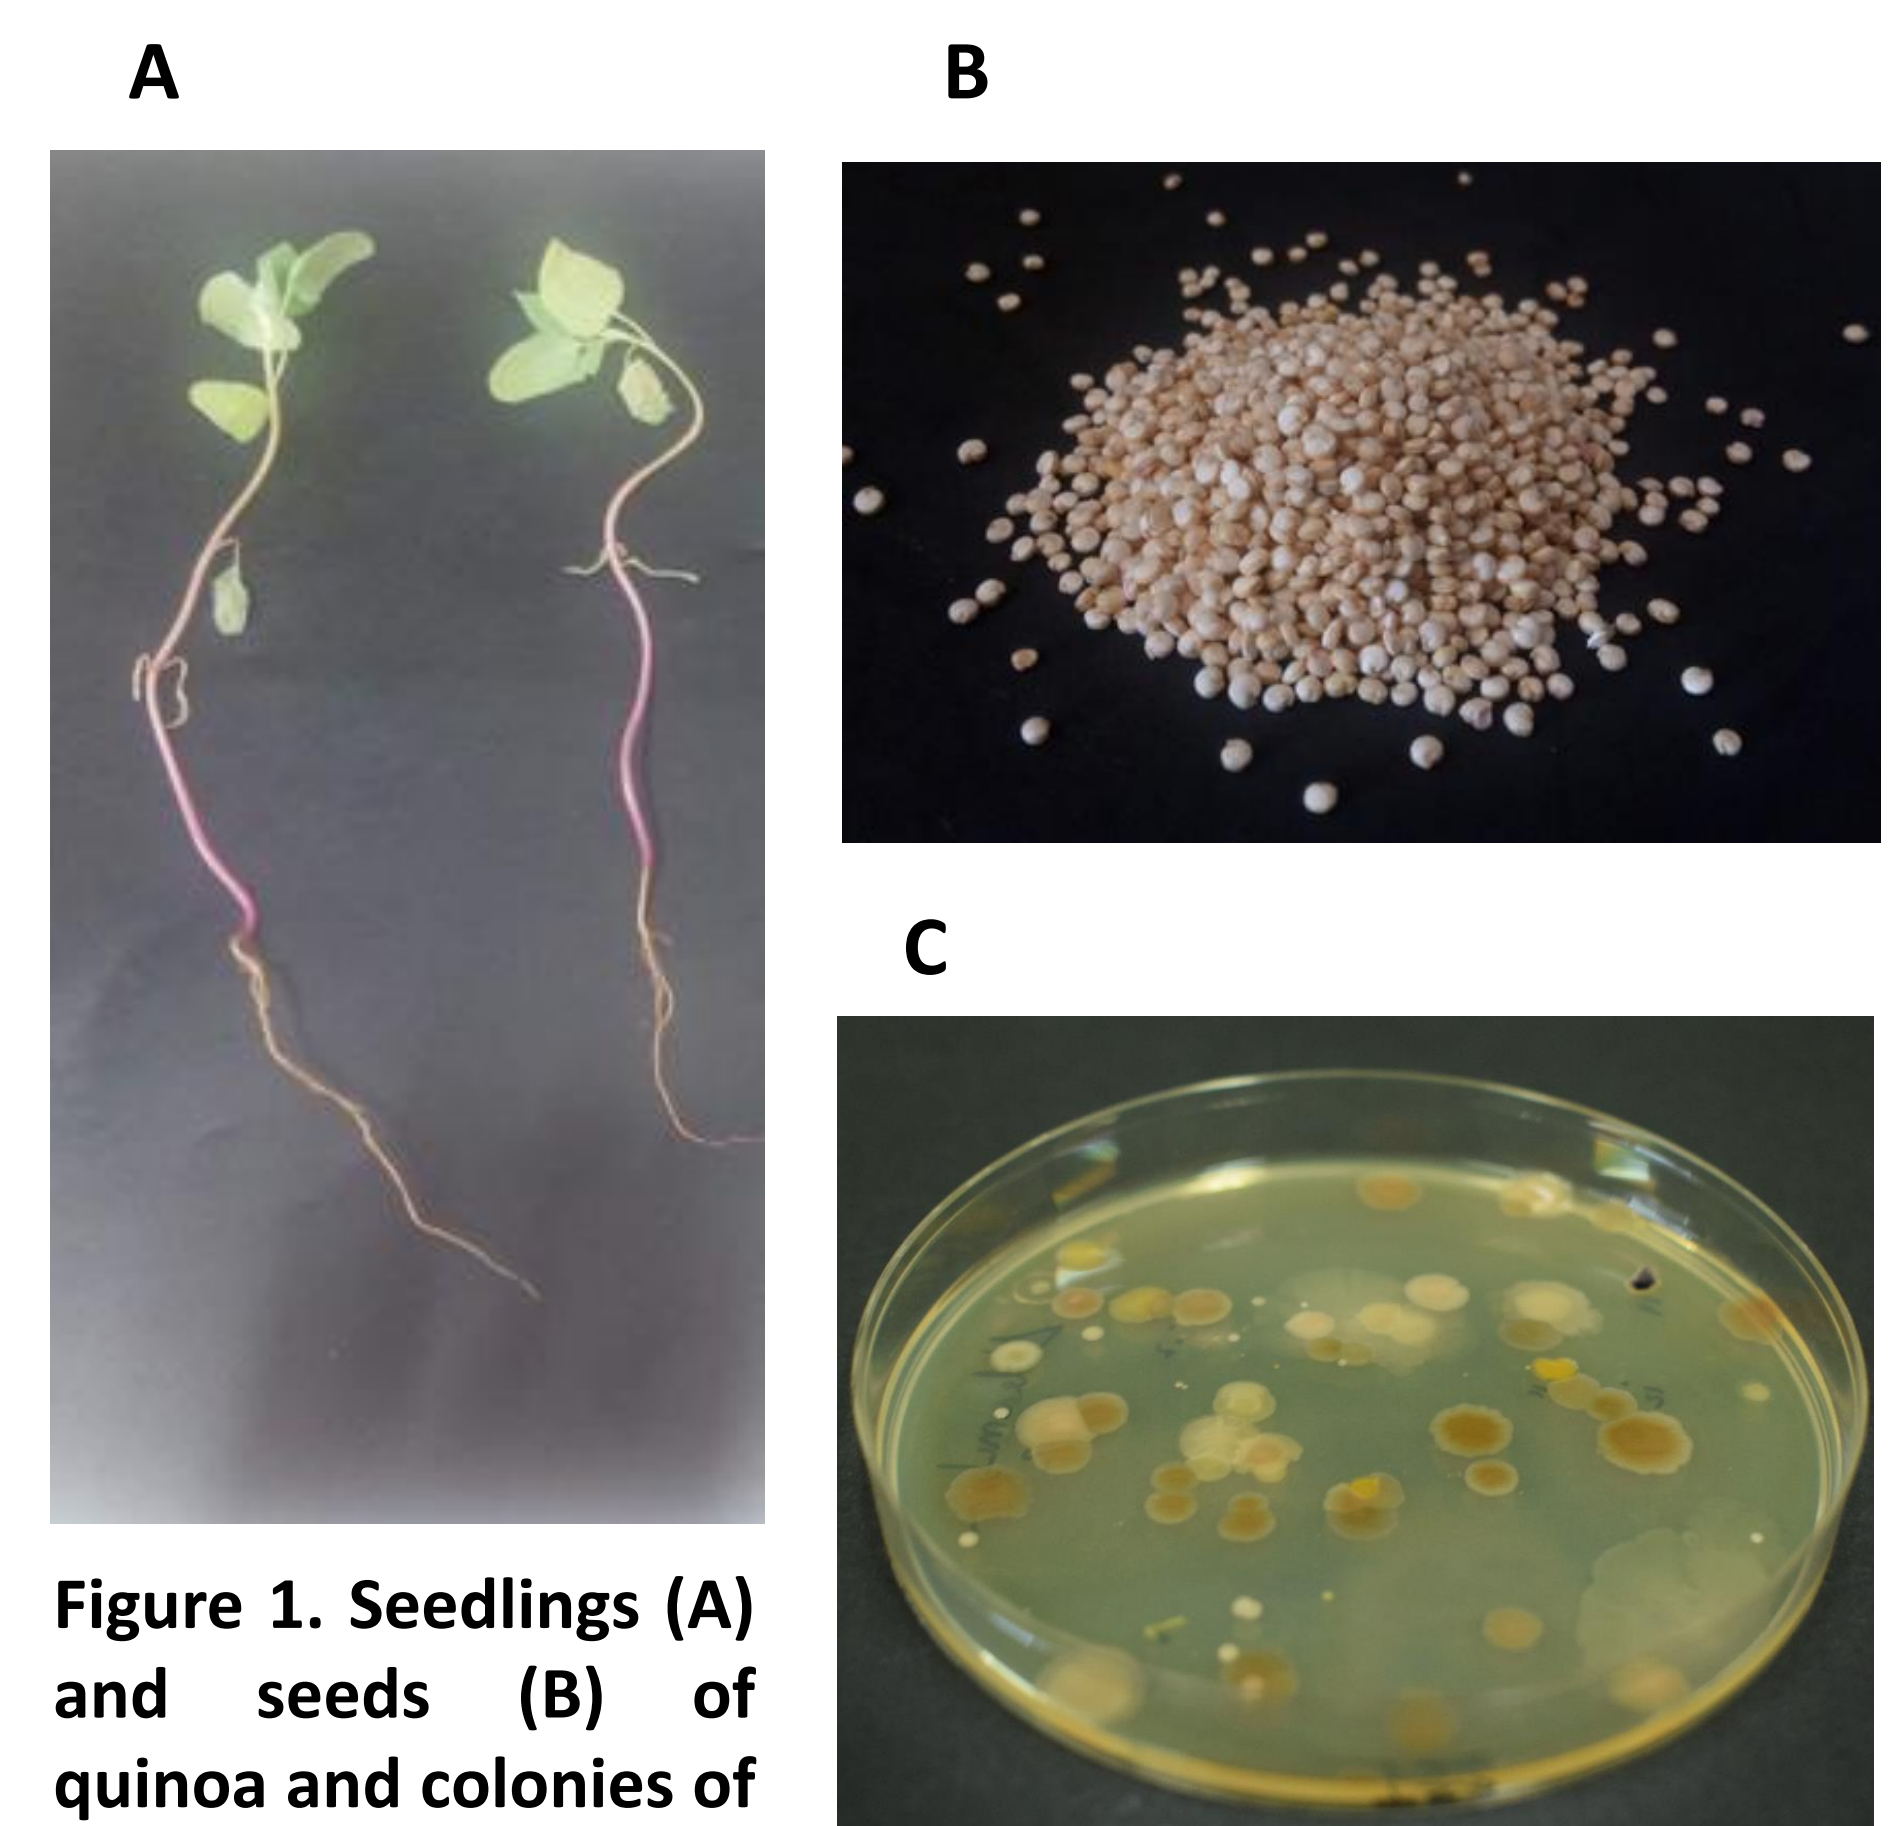 A
B
C
Figure 1. Seedlings (A)
and seeds (B) of
quinoa and colonies of